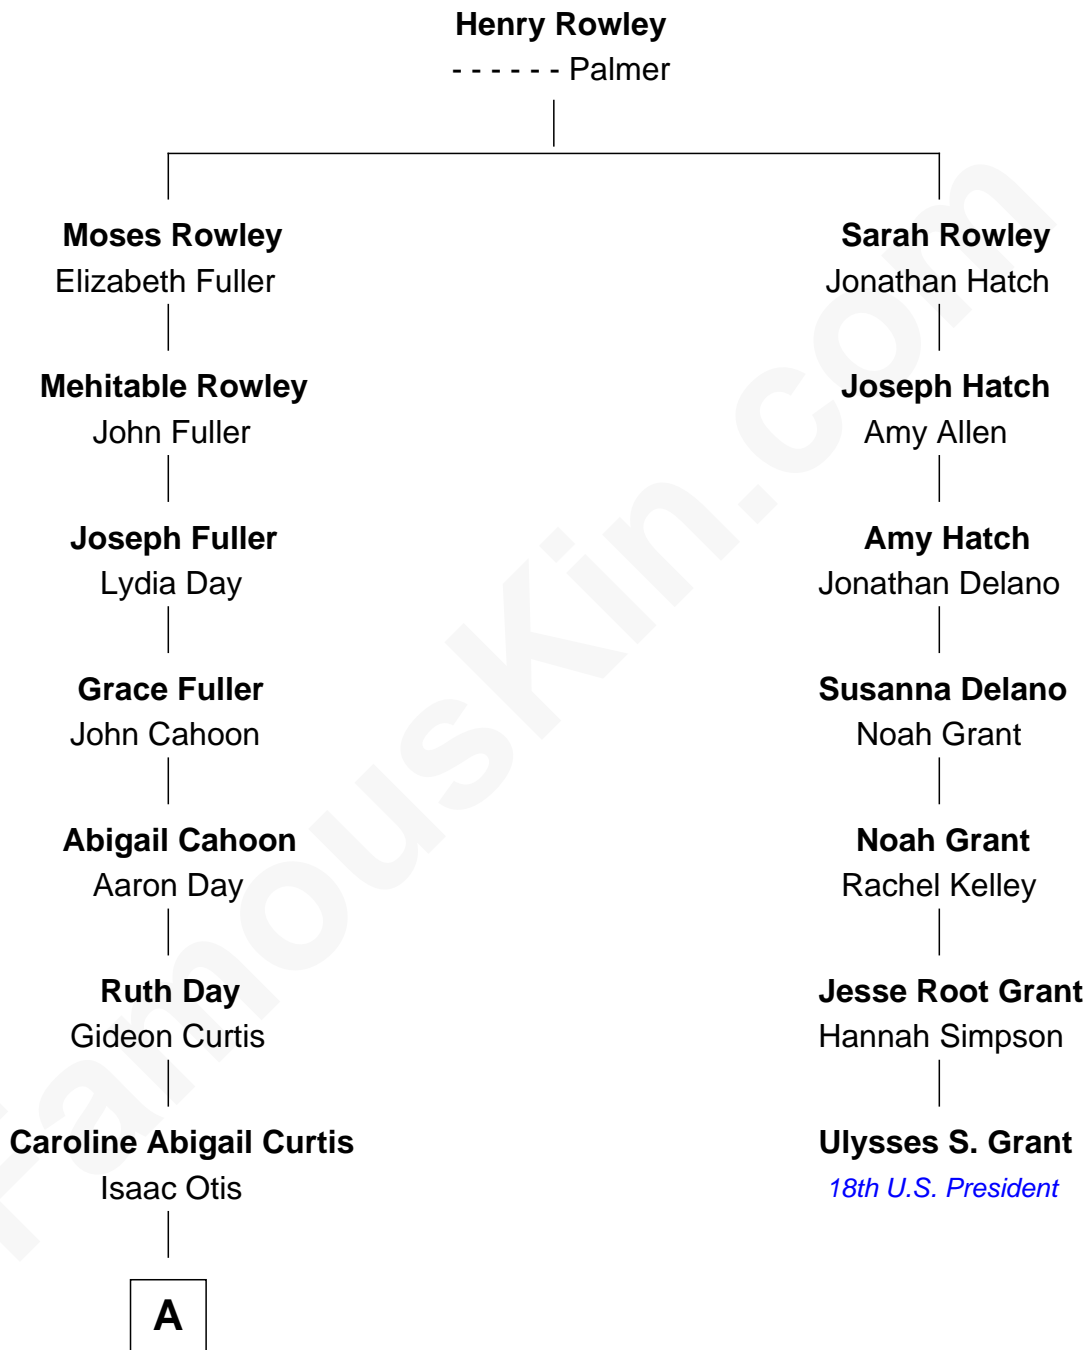 Henry Rowley
- - - - - - Palmer
Moses Rowley
Elizabeth Fuller
Sarah Rowley
Jonathan Hatch
Mehitable Rowley
John Fuller
Joseph Hatch
Amy Allen
Joseph Fuller
Lydia Day
Amy Hatch
Jonathan Delano
Grace Fuller
John Cahoon
Susanna Delano
Noah Grant
Abigail Cahoon
Aaron Day
Noah Grant
Rachel Kelley
Ruth Day
Gideon Curtis
Jesse Root Grant
Hannah Simpson
Caroline Abigail Curtis
Isaac Otis
Ulysses S. Grant
18th U.S. President
A
FamousKin.com